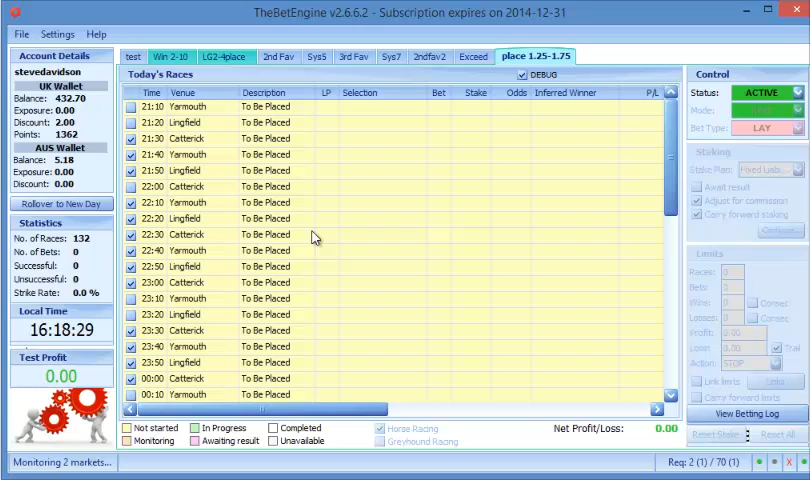 TheBetEngine v2.6.6.2 - Subscription expires on 2014-12-31
File Settings Help
Account Details
stevedavidson
UK Wallet
Balance: 432.70
Exposure: 0.00
Discount: 2.00
Points: 1362
AUS Wallet
Balance: 5.18
Exposure: 0.00
Discount: 0.00
Rollover to New Day
Statistics
No. of Races: 132
No. of Bets: 0
Successful: 0
Unsuccessful: 0
Strike Rate: 0.0 %
Local Time
16:18:29
Test Profit
0.00
test Win 2-10 LG2-4place 2nd Fav Sys5 3rd Fav Sys7 2ndfav2 Exceed place 1.25-1.75
Today's Races DEBUG
Time Venue Description LP Selection Bet Stake Odds Inferred Winner P/L
21:10 Yarmouth To Be Placed
21:20 Lingfield To Be Placed
21:30 Catterick To Be Placed
21:40 Yarmouth To Be Placed
21:50 Lingfield To Be Placed
22:00 Catterick To Be Placed
22:10 Yarmouth To Be Placed
22:20 Lingfield To Be Placed
22:30 Catterick To Be Placed
22:40 Yarmouth To Be Placed
22:50 Lingfield To Be Placed
23:00 Catterick To Be Placed
23:10 Yarmouth To Be Placed
23:20 Lingfield To Be Placed
23:30 Catterick To Be Placed
23:40 Yarmouth To Be Placed
23:50 Lingfield To Be Placed
00:00 Catterick To Be Placed
00:10 Yarmouth To Be Placed
Not started In Progress Completed Horse Racing Net Profit/Loss: 0.00
Monitoring Awaiting result Unavailable Greyhound Racing
Control
Status: ACTIVE
Mode:
Bet Type: LAY
Staking
Stake Plan: Fixed Liabi...
Await result
Adjust for commission
Carry forward staking
Configure...
Limits
Races: 0
Bets: 0
Wins: 0 Consec
Losses: 0 Consec
Profit: 0.00
Loss: 0.00 Trail
Action: STOP
Link limits Links
Carry forward limits
View Betting Log
Reset Stake Reset All
Monitoring 2 markets... Req: 2 (1) / 70 (1) X